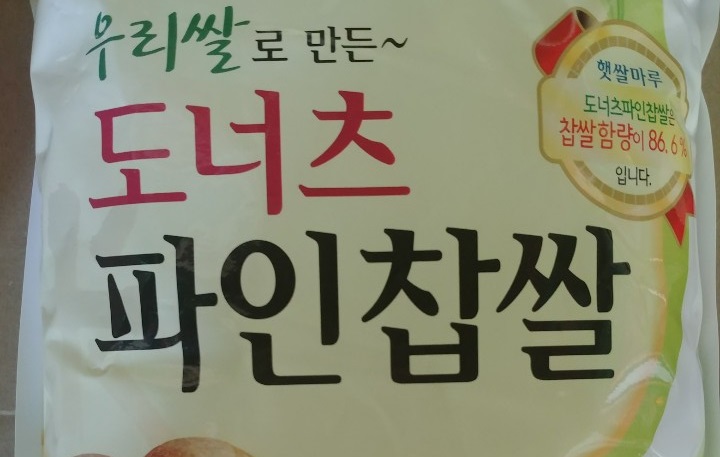 우리쌀로 만든~
도너츠
파인찹쌀
햇쌀마루
도너츠파인찹쌀은
찹쌀함량이 86.6%
입니다.